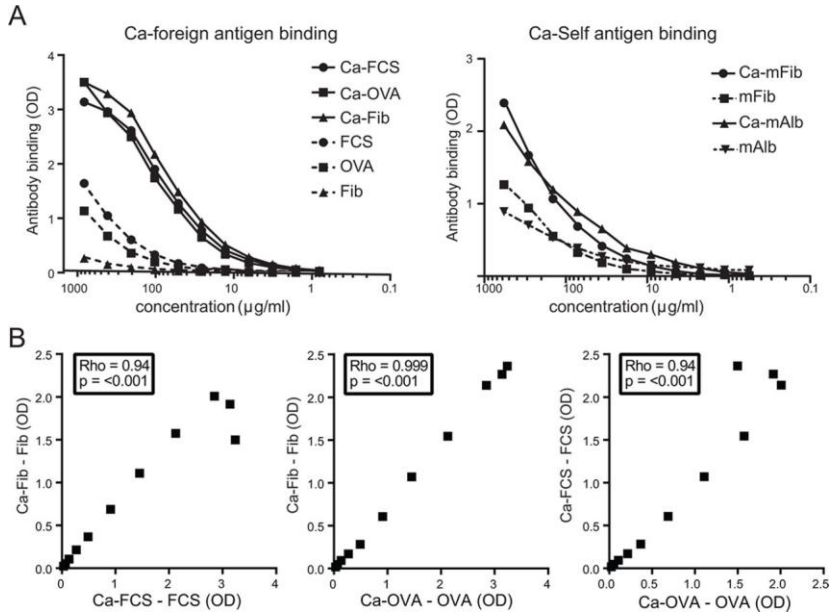 A
Ca-foreign antigen binding
Antibody binding (OD)
4
3
2
1
0
1000
100
10
1
0.1
concentration (µg/ml)
Ca-FCS
Ca-OVA
Ca-Fib
FCS
OVA
Fib
Ca-Self antigen binding
Antibody binding (OD)
3
2
1
0
1000
100
10
1
0.1
concentration (µg/ml)
Ca-mFib
mFib
Ca-mAlb
mAlb
B
Rho = 0.94
p = <0.001
Ca-Fib - Fib (OD)
2.5
2.0
1.5
1.0
0.5
0.0
0
1
2
3
4
Ca-FCS - FCS (OD)
Rho = 0.999
p = <0.001
Ca-Fib - Fib (OD)
2.5
2.0
1.5
1.0
0.5
0.0
0
1
2
3
4
Ca-OVA - OVA (OD)
Rho = 0.94
p = <0.001
Ca-FCS - FCS (OD)
2.5
2.0
1.5
1.0
0.5
0.0
0.0
0.5
1.0
1.5
2.0
2.5
Ca-OVA - OVA (OD)